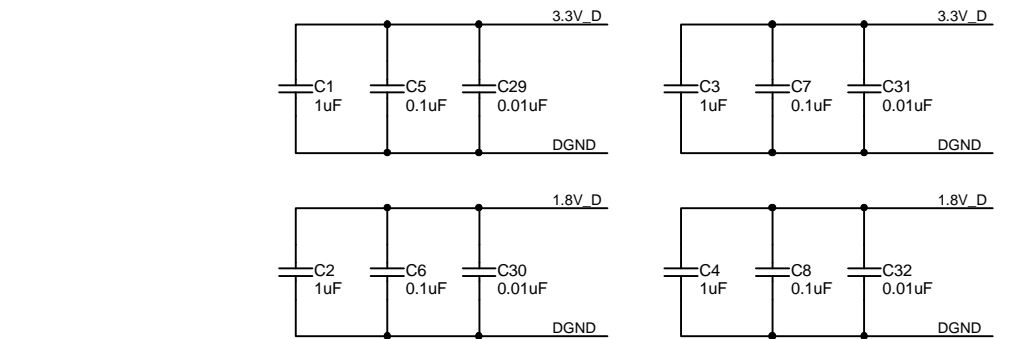 3.3V_D 3.3V_D
C1 C5 C29 C3 C7 C31
1uF 0.1uF 0.01uF 1uF 0.1uF 0.01uF
DGND DGND
1.8V_D 1.8V_D
C2 C6 C30 C4 C8 C32
1uF 0.1uF 0.01uF 1uF 0.1uF 0.01uF
DGND DGND